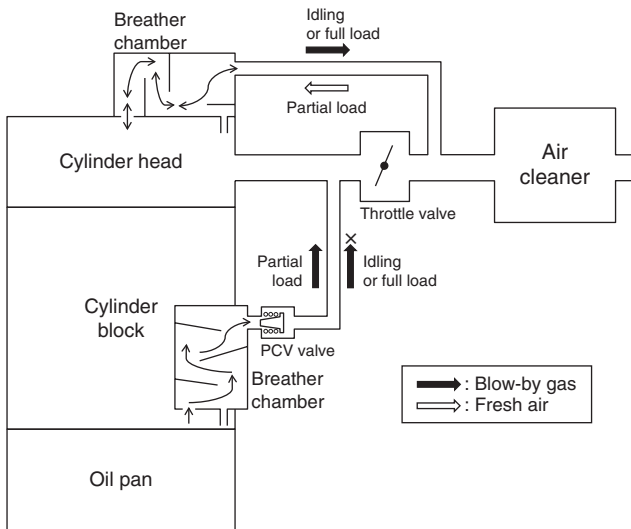 Breather
chamber
Idling
or full load
Partial load
Cylinder head
Air
cleaner
Throttle valve
Partial
load
Idling
or full load
Cylinder
block
PCV valve
Breather
chamber
: Blow-by gas
: Fresh air
Oil pan